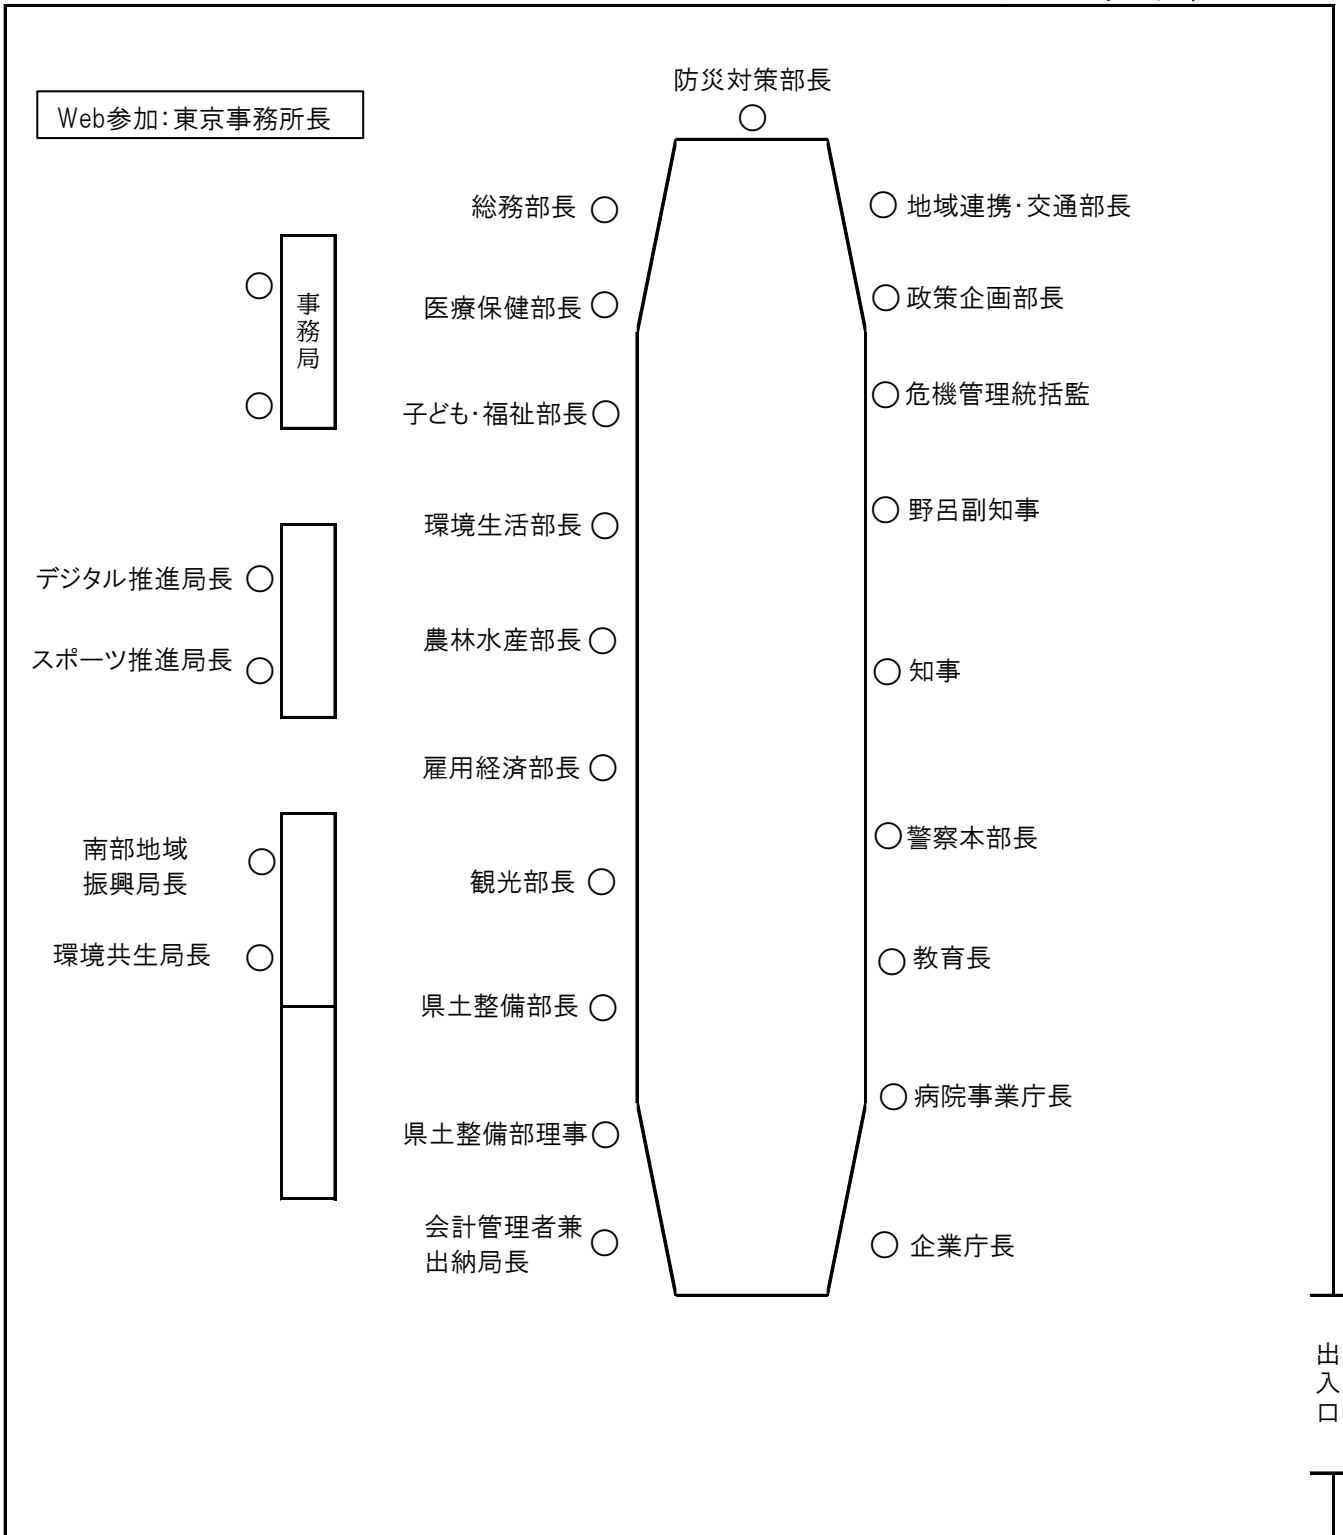 防災対策部長
Web参加：東京事務所長
総務部長
地域連携・交通部長
事務局
医療保健部長
政策企画部長
子ども・福祉部長
危機管理統括監
環境生活部長
野呂副知事
デジタル推進局長
スポーツ推進局長
農林水産部長
知事
雇用経済部長
警察本部長
南部地域
振興局長
観光部長
環境共生局長
教育長
県土整備部長
病院事業庁長
県土整備部理事
会計管理者兼
出納局長
企業庁長
出入口